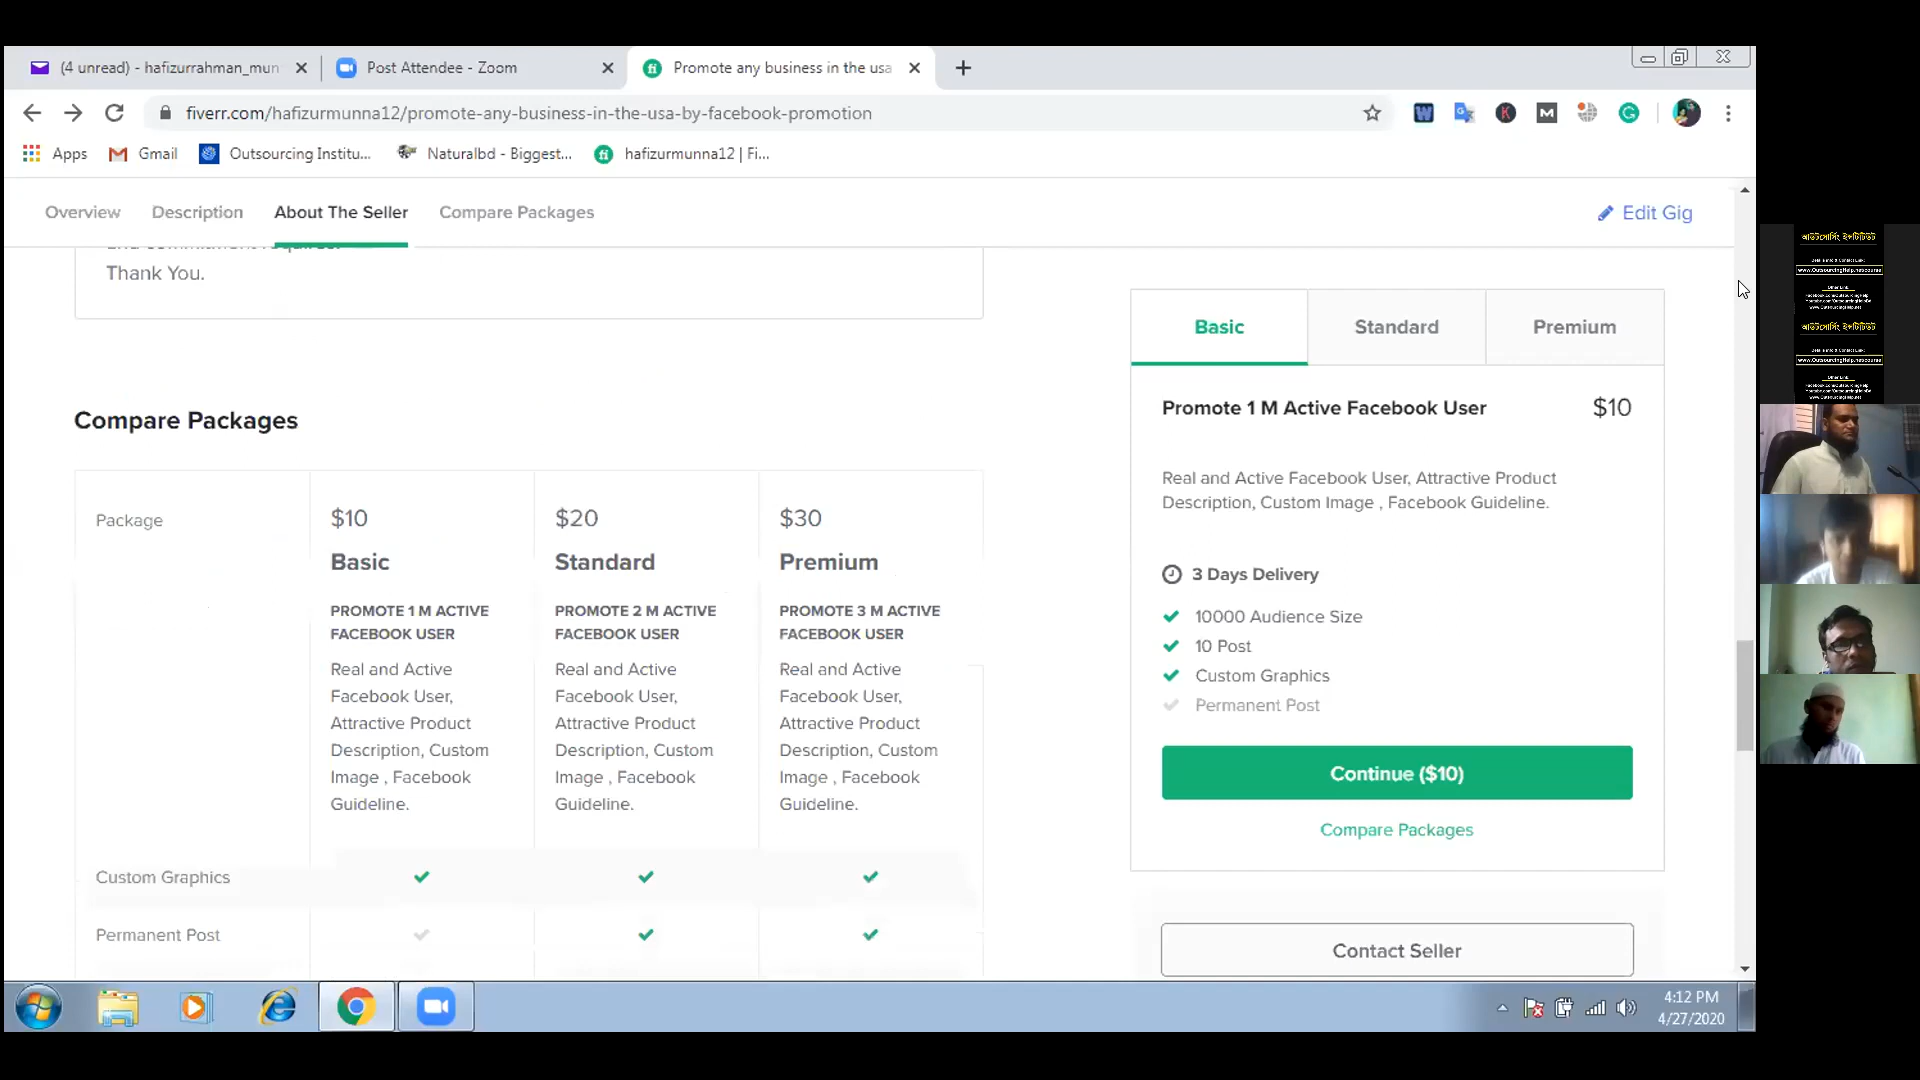 (4 unread) - hafizurrahman_mun
Post Attendee - Zoom
Promote any business in the usa
fiverr.com/hafizurmunna12/promote-any-business-in-the-usa-by-facebook-promotion
Apps
Gmail
Outsourcing Institu...
Naturalbd - Biggest...
hafizurmunna12 | Fi...
Overview
Description
About The Seller
Compare Packages
Edit Gig
Thank You.
Compare Packages
Package
$10
Basic
PROMOTE 1 M ACTIVE
FACEBOOK USER
Real and Active
Facebook User,
Attractive Product
Description, Custom
Image , Facebook
Guideline.
$20
Standard
PROMOTE 2 M ACTIVE
FACEBOOK USER
Real and Active
Facebook User,
Attractive Product
Description, Custom
Image , Facebook
Guideline.
$30
Premium
PROMOTE 3 M ACTIVE
FACEBOOK USER
Real and Active
Facebook User,
Attractive Product
Description, Custom
Image , Facebook
Guideline.
Custom Graphics
Permanent Post
Basic
Standard
Premium
Promote 1 M Active Facebook User
$10
Real and Active Facebook User, Attractive Product
Description, Custom Image , Facebook Guideline.
3 Days Delivery
10000 Audience Size
10 Post
Custom Graphics
Permanent Post
Continue ($10)
Compare Packages
Contact Seller
4:12 PM
4/27/2020
আউটসোর্সিং ইন্সটিটিউট
আউটসোর্সিং ইন্সটিটিউট